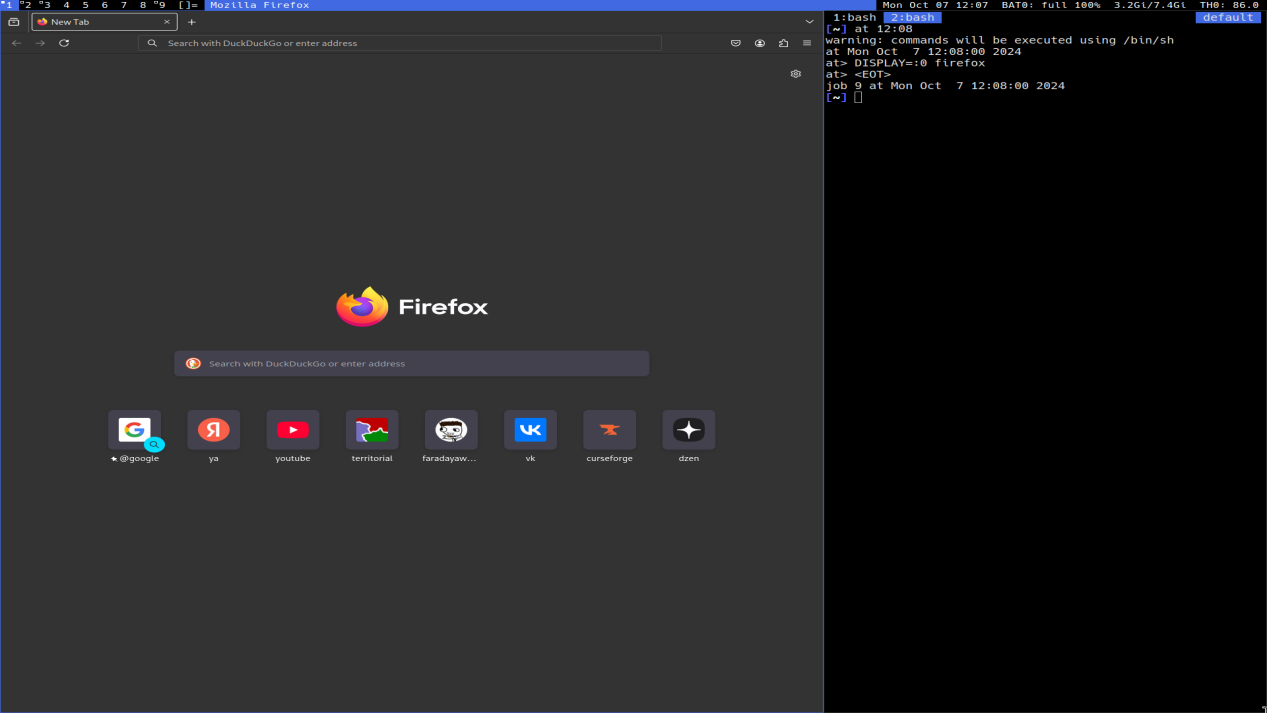 1 2 3 4 5 6 7 8 9 []= Mozilla Firefox Mon Oct 07 12:07 BAT0: full 100% 3.2Gi/7.4Gi TH0: 86.0
New Tab
Search with DuckDuckGo or enter address
Firefox
Search with DuckDuckGo or enter address
@google ya youtube territorial faradayaw... vk curseforge dzen
1:bash 2:bash default
[~] at 12:08
warning: commands will be executed using /bin/sh
at Mon Oct  7 12:08:00 2024
at> DISPLAY=:0 firefox
at> <EOT>
job 9 at Mon Oct  7 12:08:00 2024
[~]